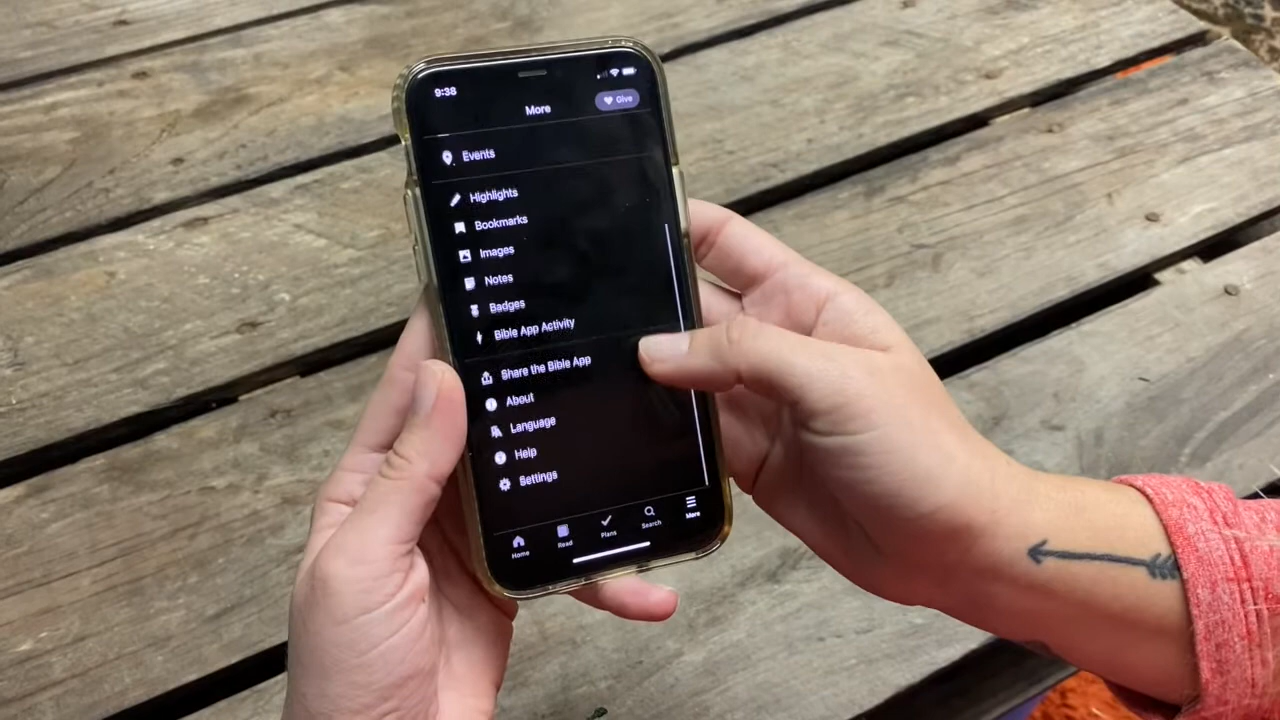 9:38
More
Give
Events
Highlights
Bookmarks
Images
Notes
Badges
Bible App Activity
Share the Bible App
About
Language
Help
Settings
Home
Read
Plans
Search
More